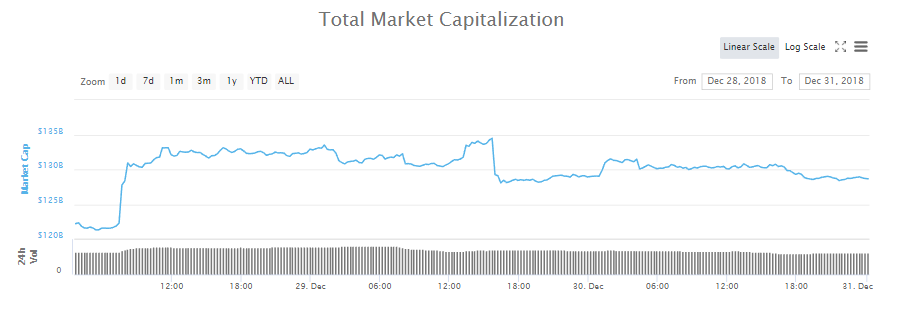 Total Market Capitalization
Linear Scale Log Scale
Zoom 1d 7d 1m 3m 1y YTD ALL
From Dec 28, 2018 To Dec 31, 2018
Market Cap
$135B
$130B
$125B
$120B
24h Vol
0
12:00 18:00 29. Dec 06:00 12:00 18:00 30. Dec 06:00 12:00 18:00 31. Dec